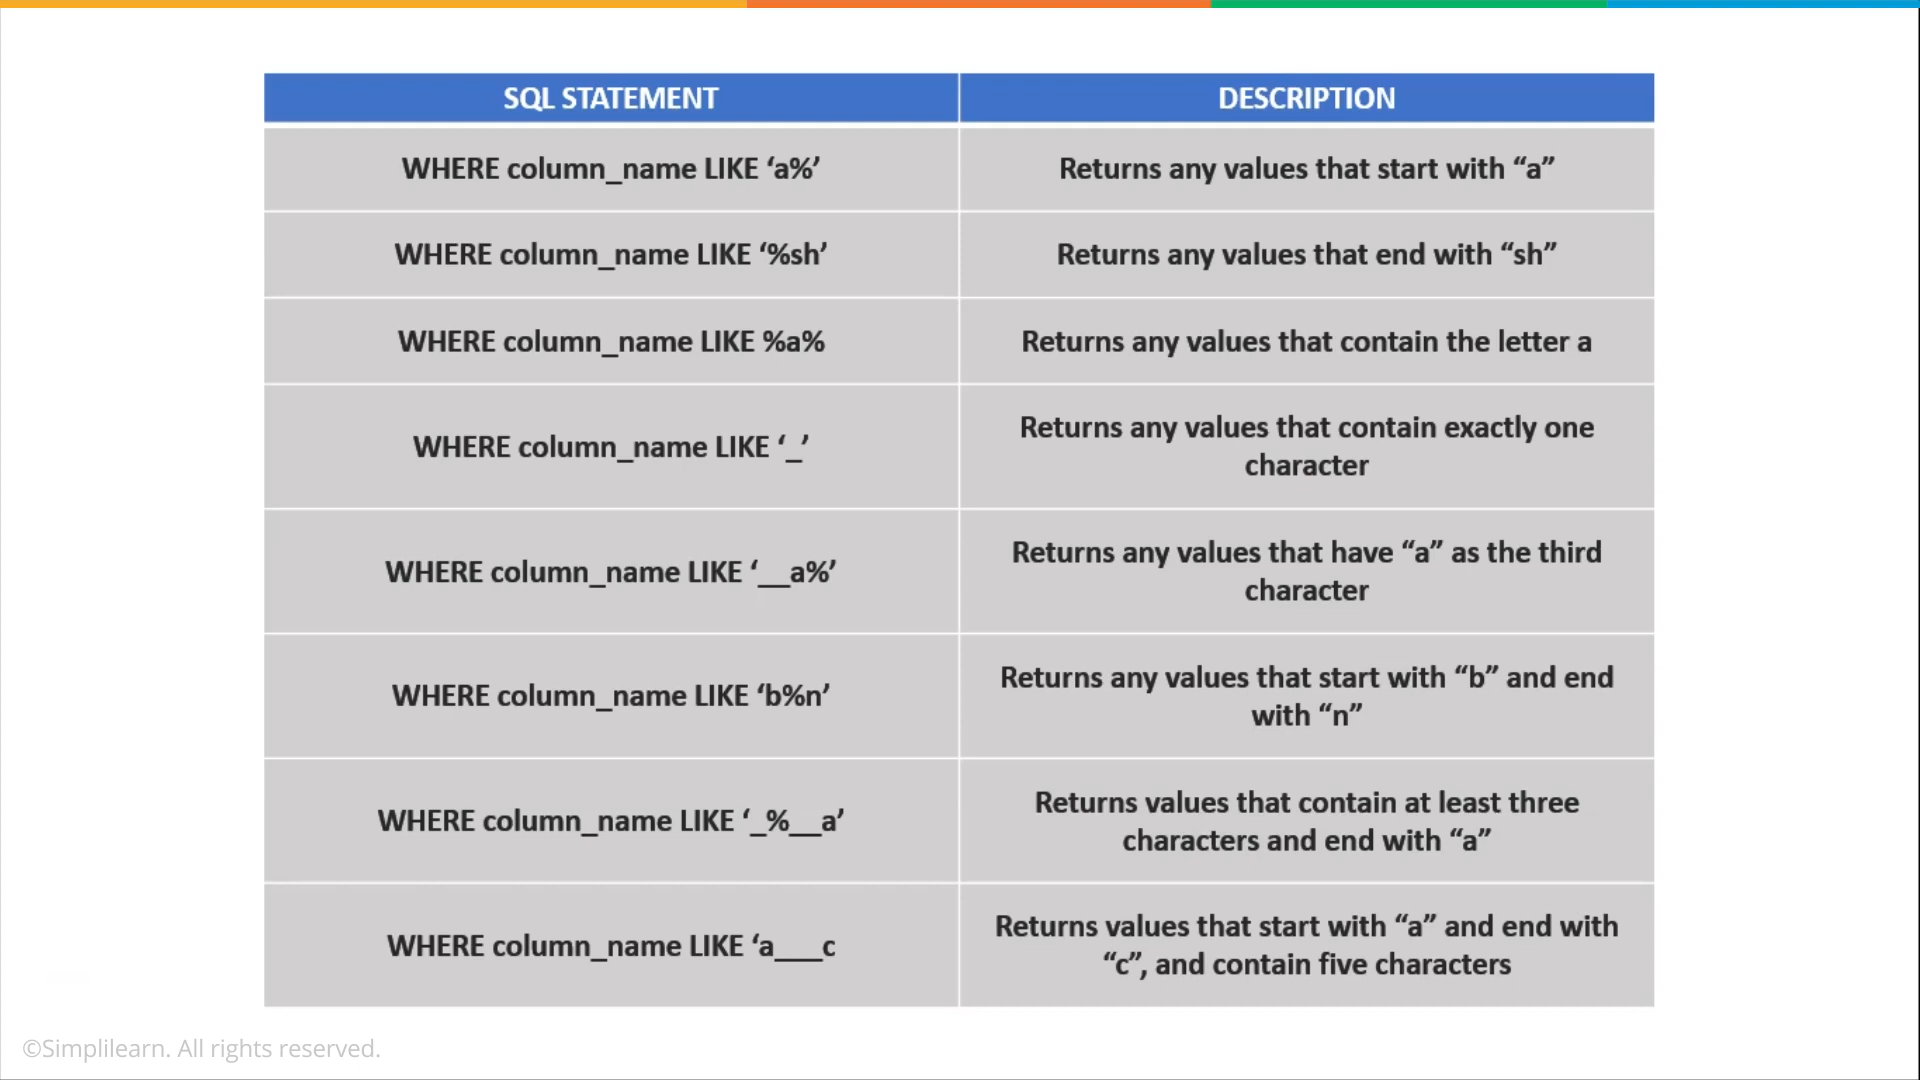 SQL STATEMENT
DESCRIPTION
WHERE column_name LIKE ‘a%’
Returns any values that start with “a”
WHERE column_name LIKE ‘%sh’
Returns any values that end with “sh”
WHERE column_name LIKE %a%
Returns any values that contain the letter a
WHERE column_name LIKE ‘_’
Returns any values that contain exactly one
character
WHERE column_name LIKE ‘__a%’
Returns any values that have “a” as the third
character
WHERE column_name LIKE ‘b%n’
Returns any values that start with “b” and end
with “n”
WHERE column_name LIKE ‘_%__a’
Returns values that contain at least three
characters and end with “a”
WHERE column_name LIKE ‘a___c
Returns values that start with “a” and end with
“c”, and contain five characters
©Simplilearn. All rights reserved.